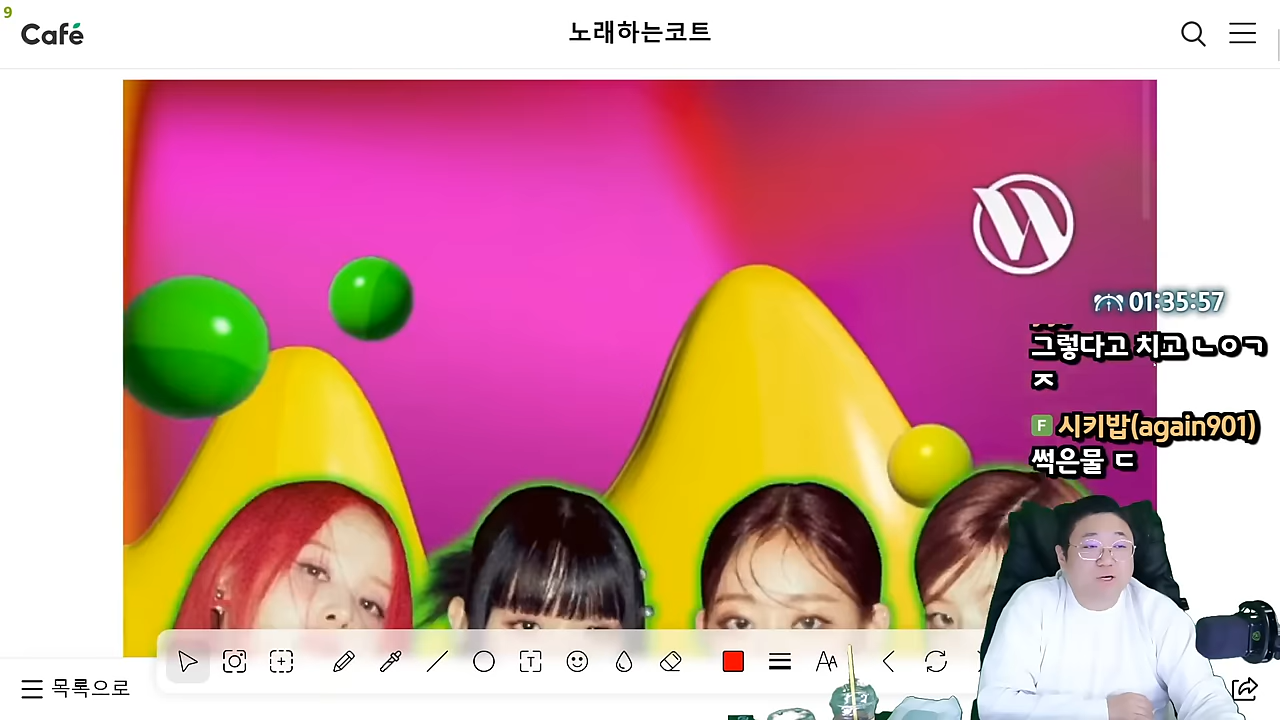 9
Café
노래하는코트
01:35:57
그렇다고 치고 ㄴㅇㄱ
ㅈ
F 시키밥(again901)
썩은물 ㄷ
T
AA
목록으로